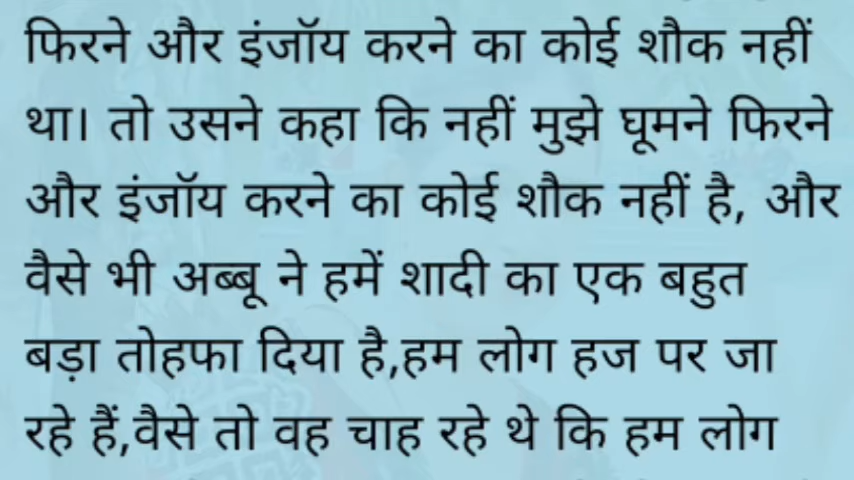 फिरने और इंजॉय करने का कोई शौक नहीं
था। तो उसने कहा कि नहीं मुझे घूमने फिरने
और इंजॉय करने का कोई शौक नहीं है, और
वैसे भी अब्बू ने हमें शादी का एक बहुत
बड़ा तोहफा दिया है,हम लोग हज पर जा
रहे हैं,वैसे तो वह चाह रहे थे कि हम लोग